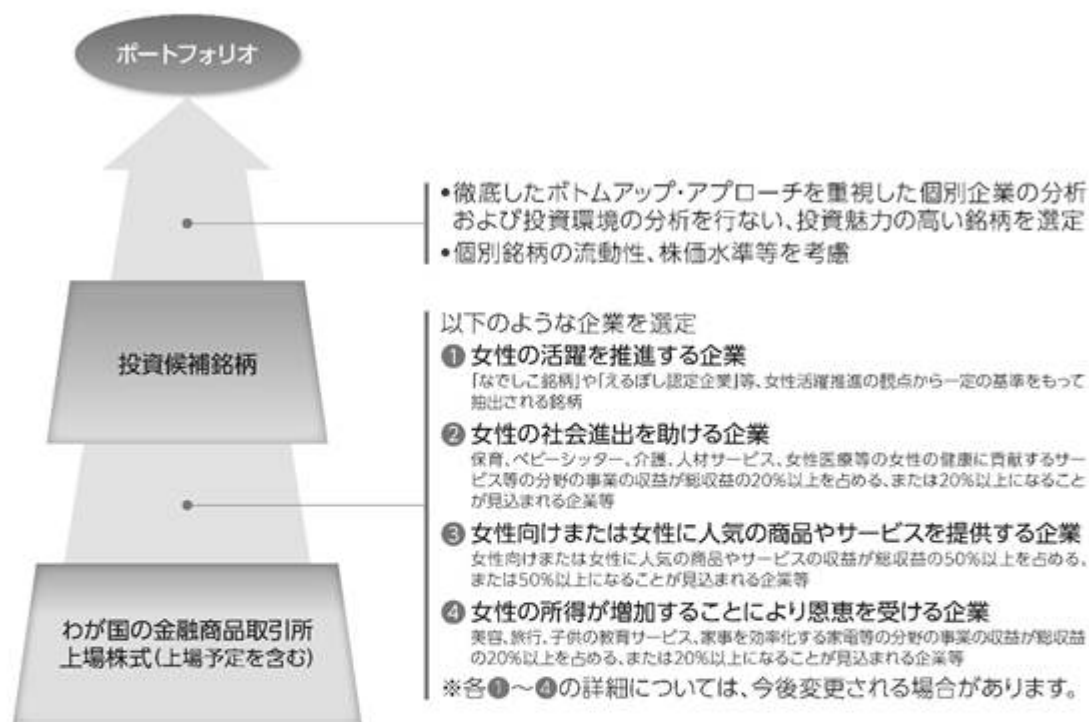 ポートフォリオ
•徹底したボトムアップ・アプローチを重視した個別企業の分析
および投資環境の分析を行ない、投資魅力の高い銘柄を選定
•個別銘柄の流動性、株価水準等を考慮
投資候補銘柄
以下のような企業を選定
❶女性の活躍を推進する企業
「なでしこ銘柄」や「えるぼし認定企業」等、女性活躍推進の観点から一定の基準をもって
抽出される銘柄
❷女性の社会進出を助ける企業
保育、ベビーシッター、介護、人材サービス、女性医療等の女性の健康に貢献するサー
ビス等の分野の事業の収益が総収益の20%以上を占める、または20%以上になること
が見込まれる企業等
❸女性向けまたは女性に人気の商品やサービスを提供する企業
女性向けまたは女性に人気の商品やサービスの収益が総収益の50%以上を占める、
または50%以上になることが見込まれる企業等
❹女性の所得が増加することにより恩恵を受ける企業
美容、旅行、子供の教育サービス、家事を効率化する家電等の分野の事業の収益が総収益
の20%以上を占める、または20%以上になることが見込まれる企業等
※各❶～❹の詳細については、今後変更される場合があります。
わが国の金融商品取引所
上場株式(上場予定を含む)